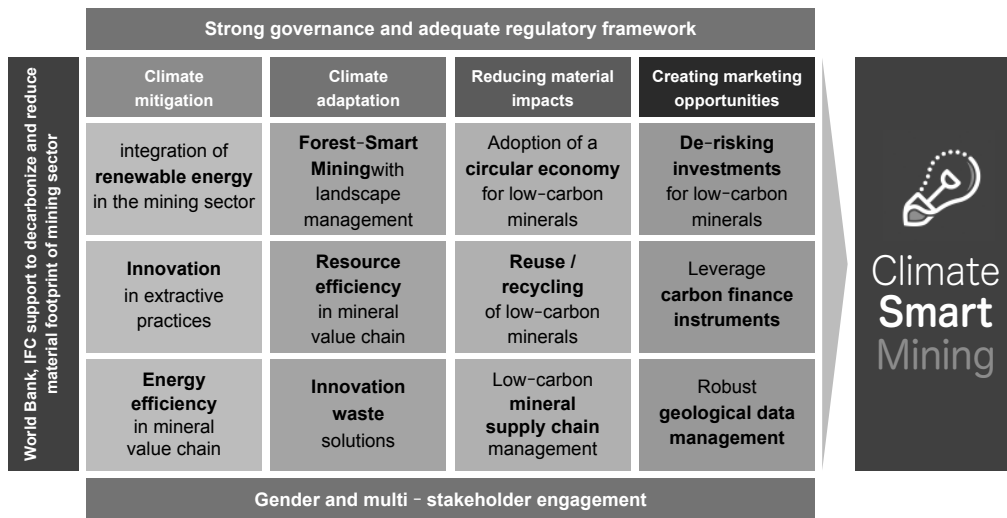 Strong governance and adequate regulatory framework
World Bank, IFC support to decarbonize and reduce
material footprint of mining sector
Climate
mitigation
Climate
adaptation
Reducing material
impacts
Creating marketing
opportunities
integration of
renewable energy
in the mining sector
Forest-Smart
Miningwith
landscape
management
Adoption of a
circular economy
for low-carbon
minerals
De-risking
investments
for low-carbon
minerals
Innovation
in extractive
practices
Resource
efficiency
in mineral
value chain
Reuse /
recycling
of low-carbon
minerals
Leverage
carbon finance
instruments
Energy
efficiency
in mineral
value chain
Innovation
waste
solutions
Low-carbon
mineral
supply chain
management
Robust
geological data
management
Gender and multi - stakeholder engagement
Climate
Smart
Mining